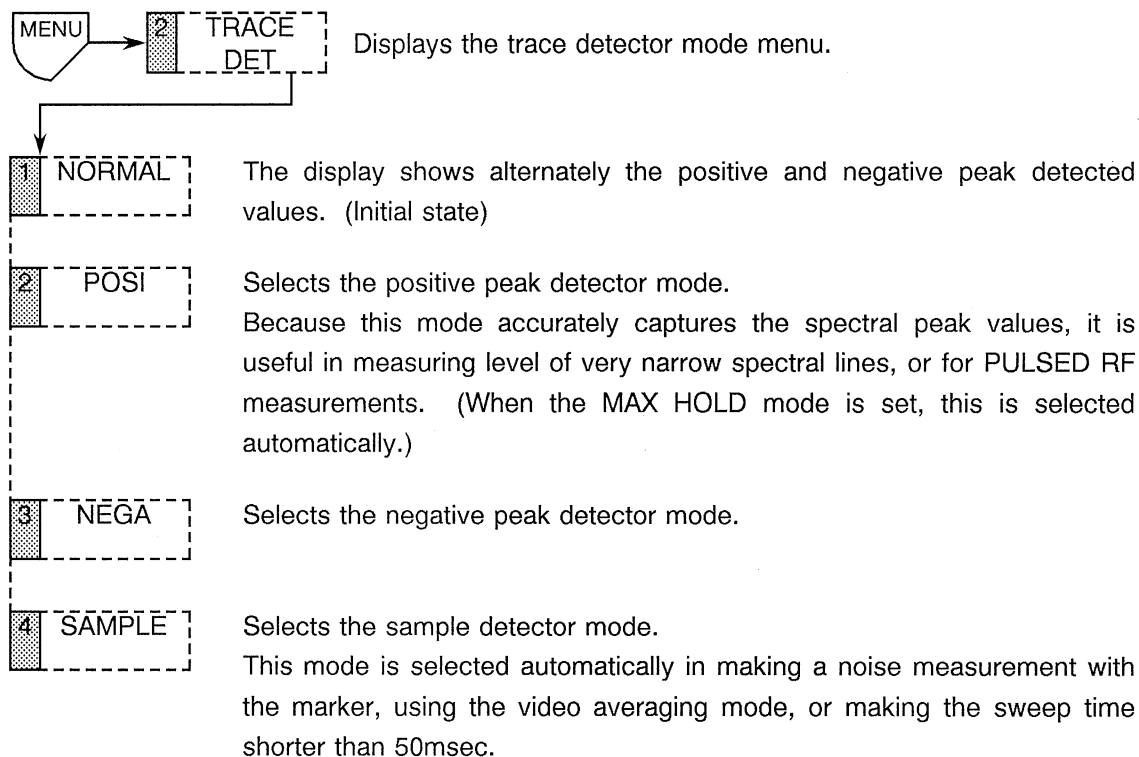 MENU
2 TRACE
DET
Displays the trace detector mode menu.
1 NORMAL
The display shows alternately the positive and negative peak detected
values. (Initial state)
2 POSI
Selects the positive peak detector mode.
Because this mode accurately captures the spectral peak values, it is
useful in measuring level of very narrow spectral lines, or for PULSED RF
measurements. (When the MAX HOLD mode is set, this is selected
automatically.)
3 NEGA
Selects the negative peak detector mode.
4 SAMPLE
Selects the sample detector mode.
This mode is selected automatically in making a noise measurement with
the marker, using the video averaging mode, or making the sweep time
shorter than 50msec.